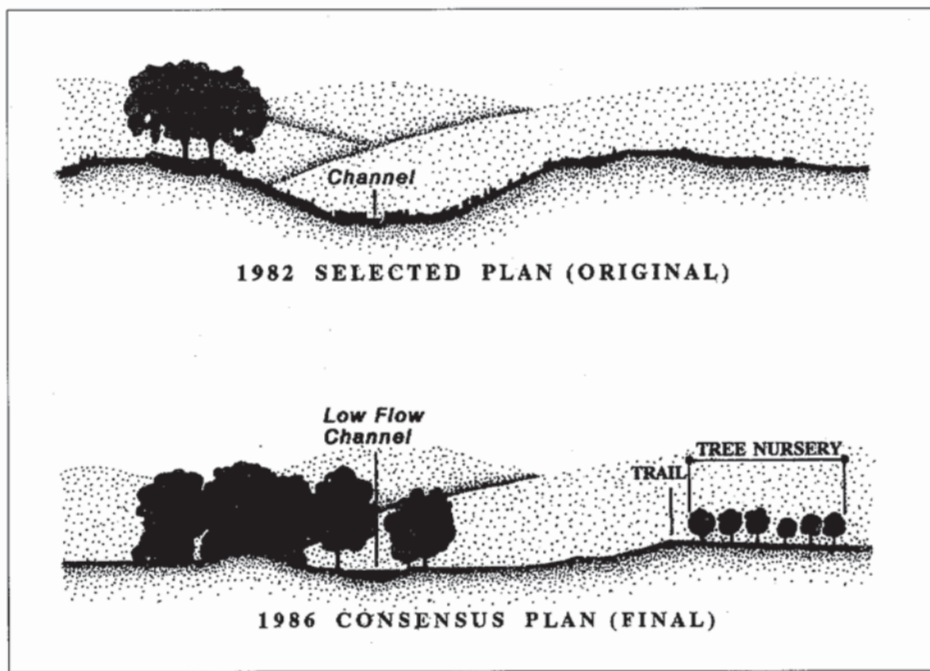 Channel
1982 SELECTED PLAN (ORIGINAL)
Low Flow
Channel
TREE NURSERY
TRAIL
1986 CONSENSUS PLAN (FINAL)